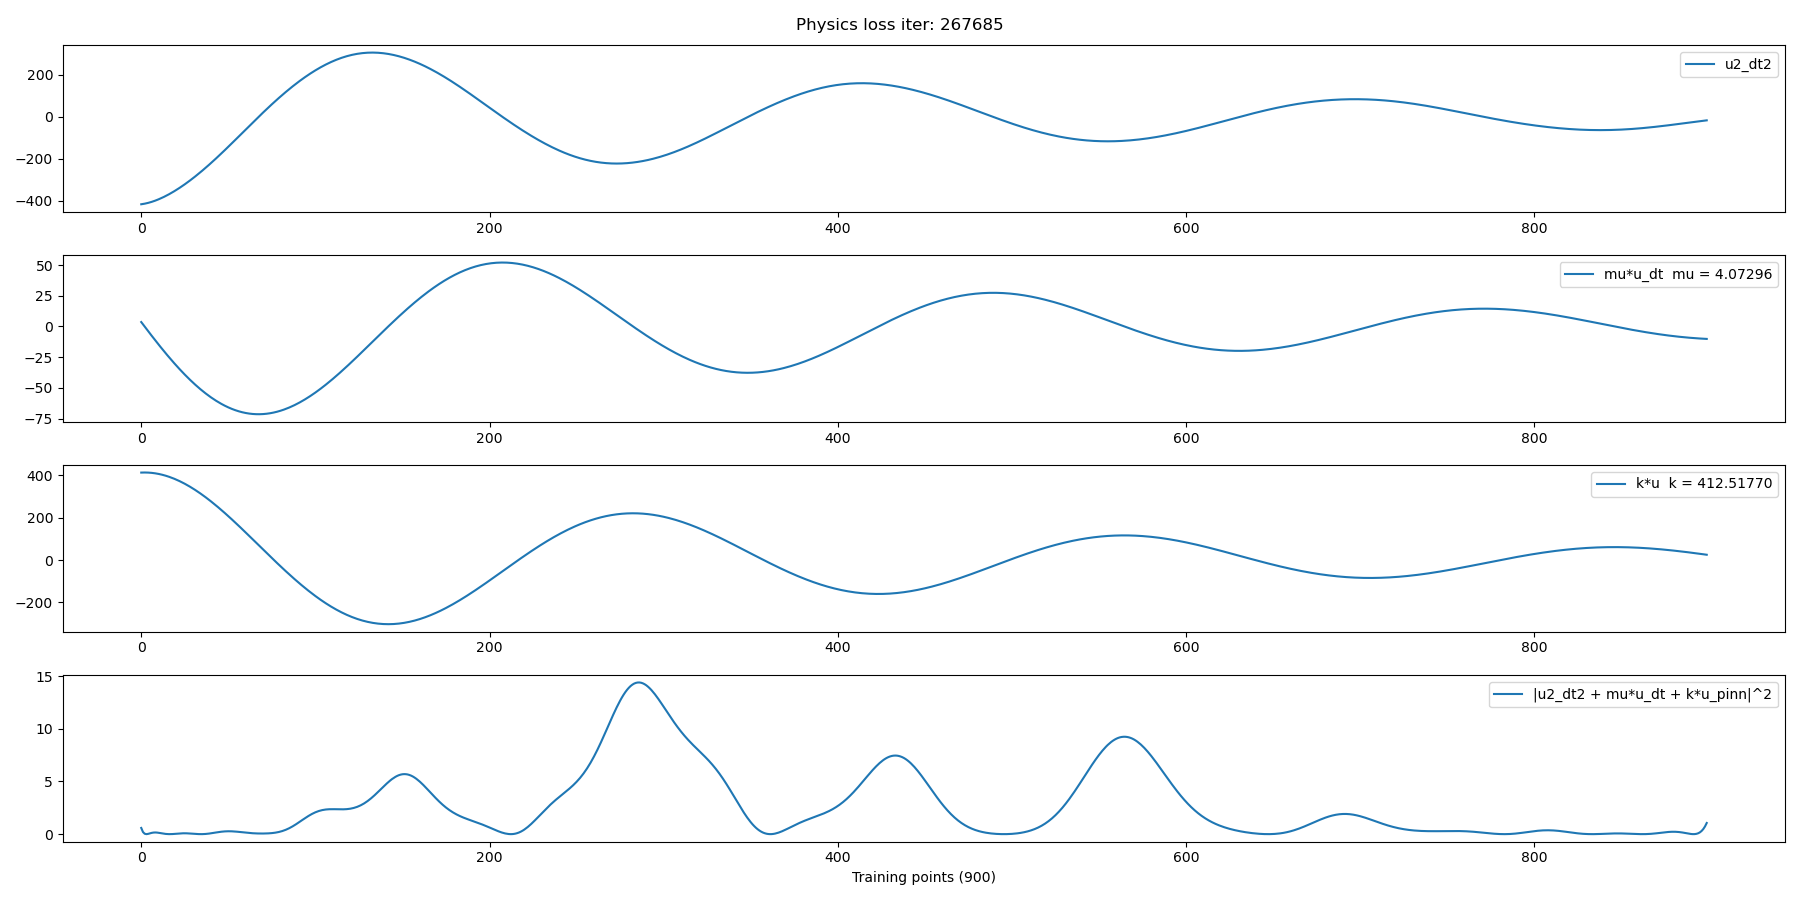 Physics loss iter: 267685
200
0
−200
−400
u2_dt2
0 200 400 600 800
50
25
0
−25
−50
−75
mu*u_dt  mu = 4.07296
0 200 400 600 800
400
200
0
−200
k*u  k = 412.51770
0 200 400 600 800
15
10
5
0
|u2_dt2 + mu*u_dt + k*u_pinn|^2
0 200 400 600 800
Training points (900)